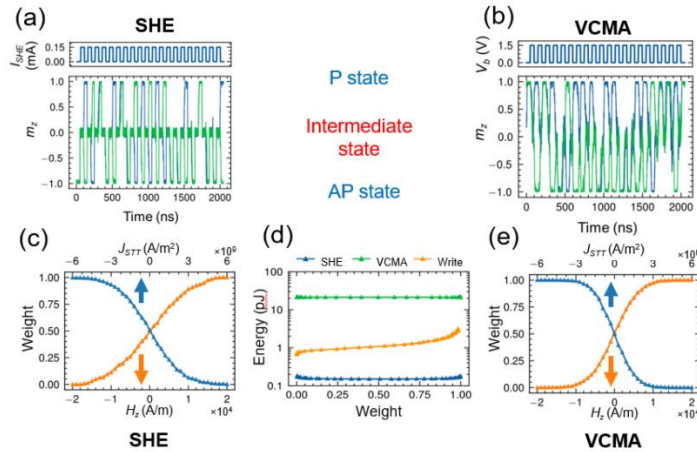 (a)
SHE
I_SHE (mA)
0.15
0.00
m_z
1.0
0.5
0.0
−0.5
−1.0
0 500 1000 1500 2000
Time (ns)
P state
Intermediate
state
AP state
(b)
VCMA
V_b (V)
1.5
0.0
m_z
1.0
0.5
0.0
−0.5
−1.0
0 500 1000 1500 2000
Time (ns)
(c)
J_STT (A/m²)
−6 −3 0 3 6
×10⁹
Weight
1.00
0.75
0.50
0.25
0.00
−2 −1 0 1 2
H_z (A/m)
×10⁴
SHE
(d)
SHE VCMA Write
Energy (pJ)
100
10
1
0.1
0.00 0.25 0.50 0.75 1.00
Weight
(e)
J_STT (A/m²)
−6 −3 0 3 6
Weight
1.00
0.75
0.50
0.25
0.00
−2 −1 0 1 2
H_z (A/m)
VCMA